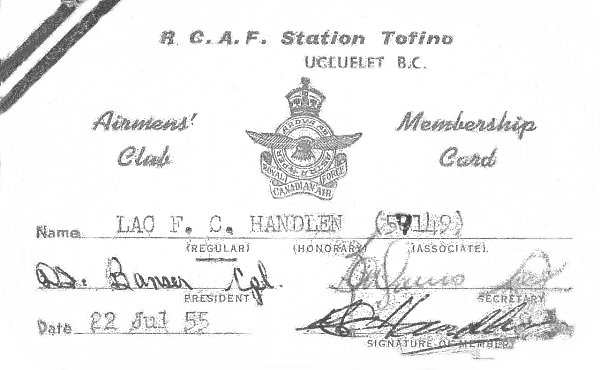 R.C.A.F. Station Tofino
UCLUELET B.C.
Airmens' Club
Membership Card
ROYAL CANADIAN AIR FORCE
Name LAC F. C. HANDLEN
(REGULAR) (HONORARY) (ASSOCIATE)
Cpl.
PRESIDENT SECRETARY
Date 22 Jul 55
SIGNATURE OF MEMBER